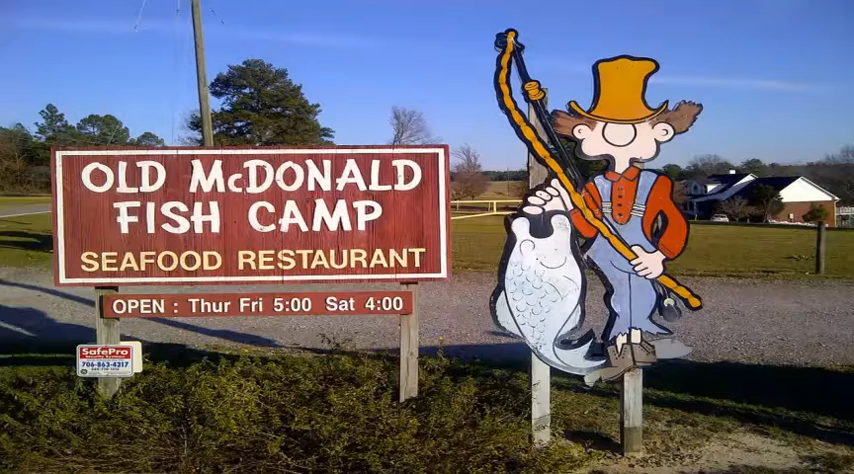 OLD McDONALD
FISH CAMP
SEAFOOD RESTAURANT
OPEN : Thur Fri 5:00 Sat 4:00
SafePro
706-863-4317